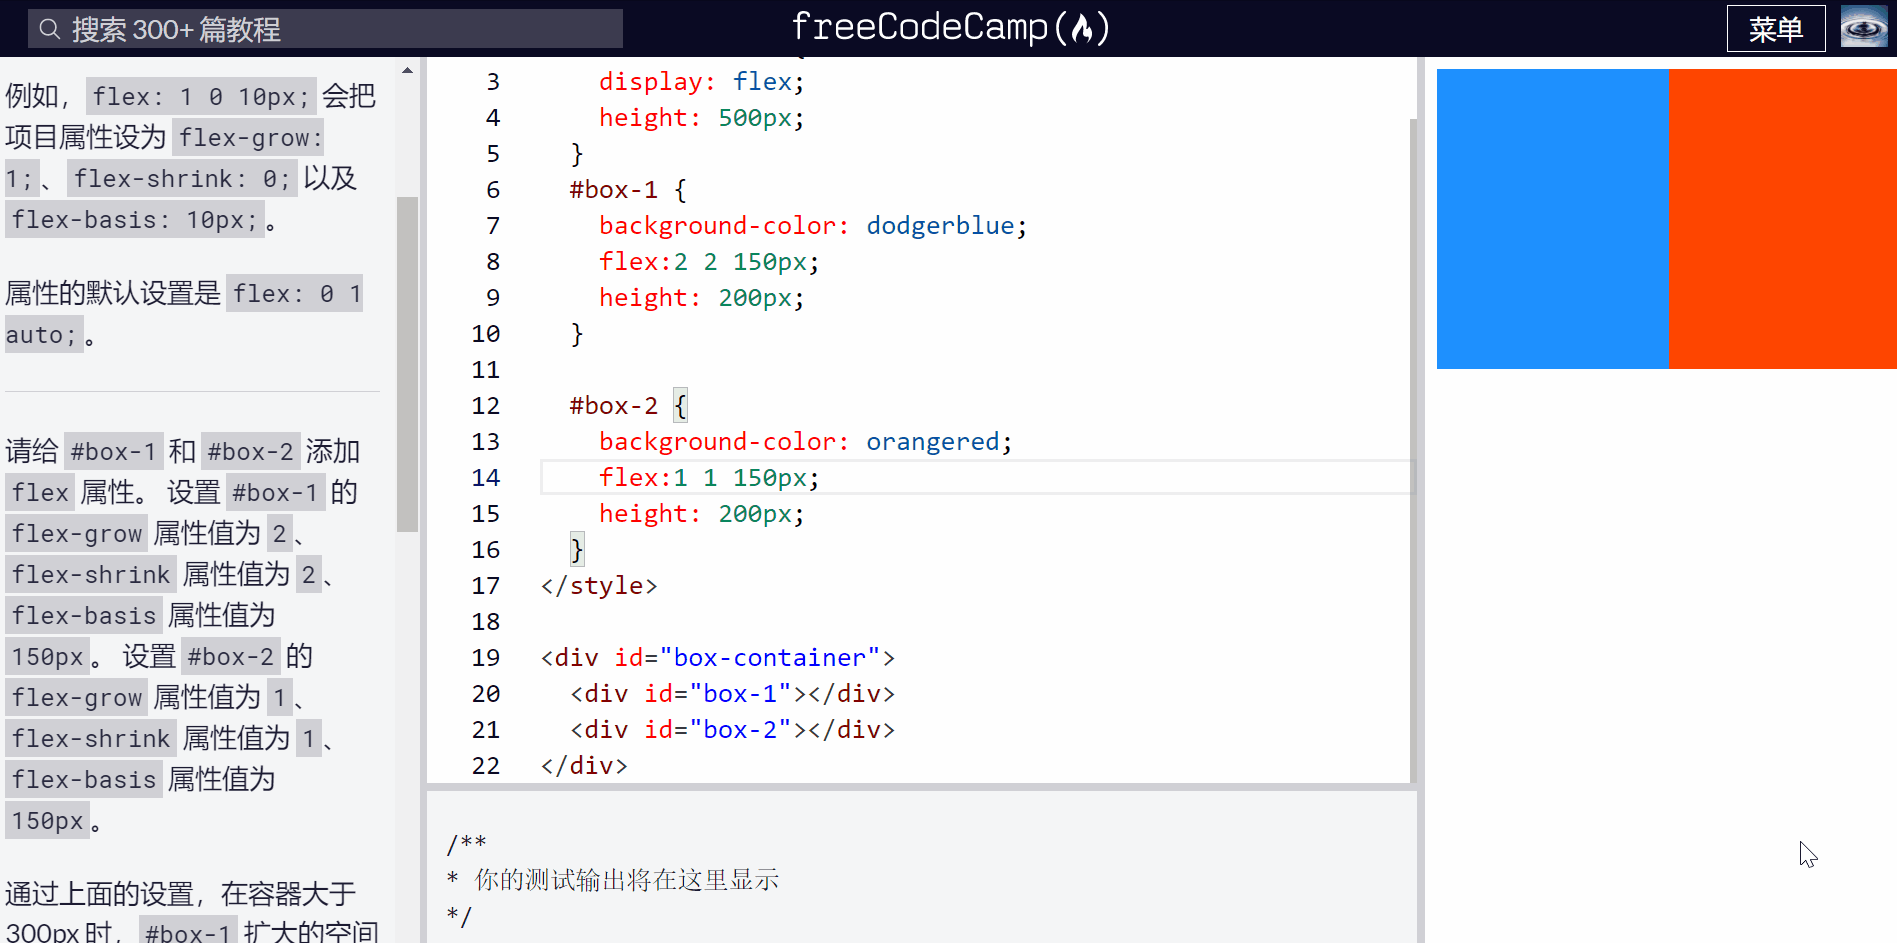 搜索 300+ 篇教程
freeCodeCamp(🔥)
菜单
例如， flex: 1 0 10px; 会把
项目属性设为 flex-grow:
1; 、 flex-shrink: 0; 以及
flex-basis: 10px; 。
属性的默认设置是 flex: 0 1
auto; 。
请给 #box-1 和 #box-2 添加
flex 属性。 设置 #box-1 的
flex-grow 属性值为 2 、
flex-shrink 属性值为 2 、
flex-basis 属性值为
150px 。 设置 #box-2 的
flex-grow 属性值为 1 、
flex-shrink 属性值为 1 、
flex-basis 属性值为
150px 。
通过上面的设置，在容器大于
300px 时， #box-1 扩大的空间
3 display: flex;
4 height: 500px;
5 }
6 #box-1 {
7 background-color: dodgerblue;
8 flex:2 2 150px;
9 height: 200px;
10 }
11
12 #box-2 {
13 background-color: orangered;
14 flex:1 1 150px;
15 height: 200px;
16 }
17 </style>
18
19 <div id="box-container">
20 <div id="box-1"></div>
21 <div id="box-2"></div>
22 </div>
/**
* 你的测试输出将在这里显示
*/